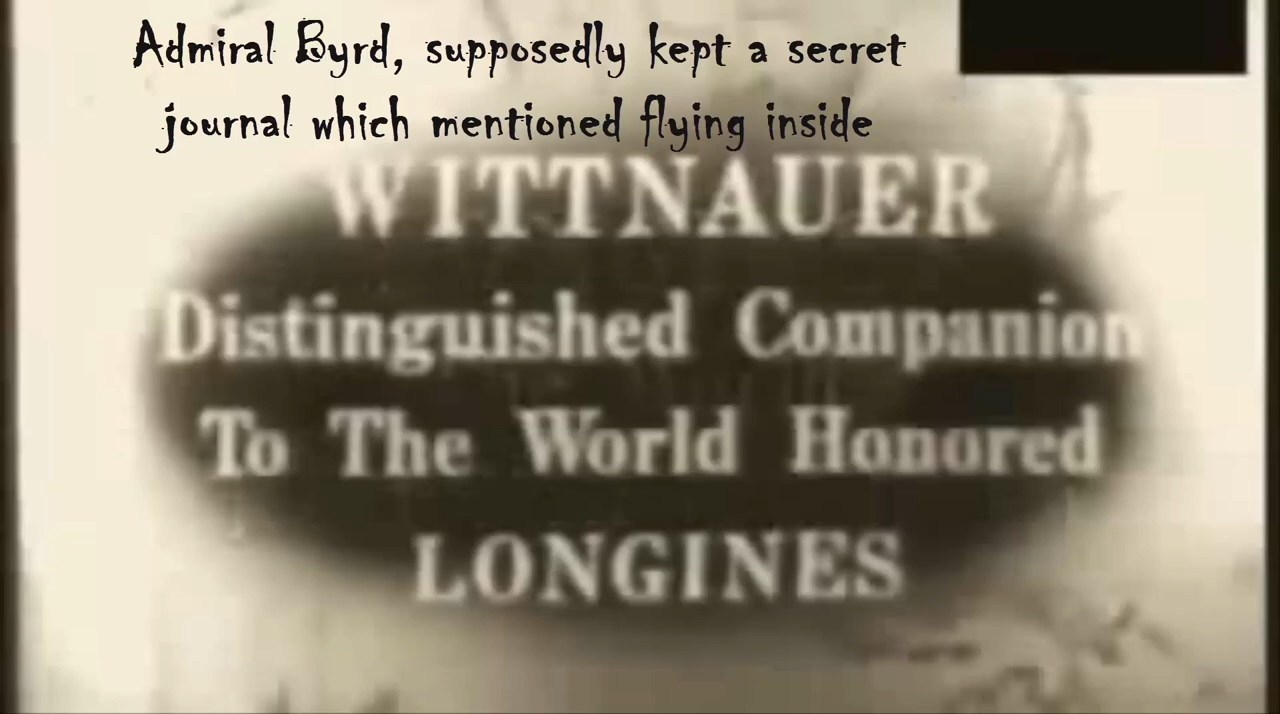 Admiral Byrd, supposedly kept a secret
journal which mentioned flying inside
WITTNAUER
Distinguished Companion
To The World Honored
LONGINES